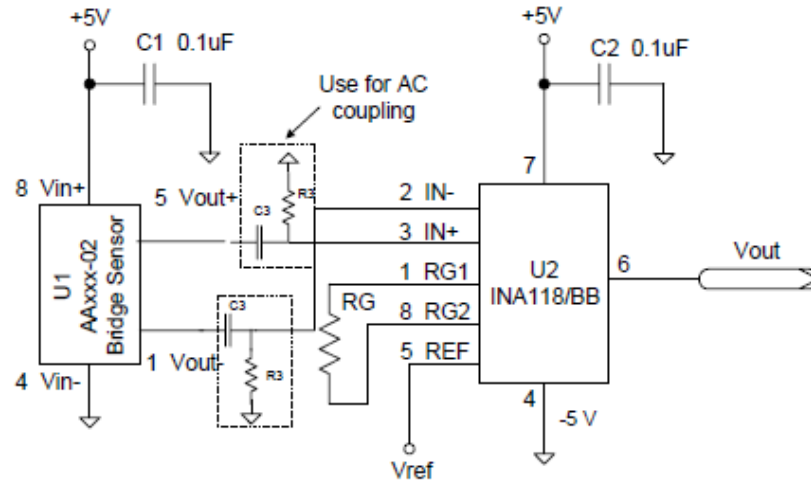 +5V
+5V
C1 0.1uF
C2 0.1uF
Use for AC
coupling
7
8 Vin+
5 Vout+
R3
C3
2 IN-
3 IN+
U1
AAxxx-02
Bridge Sensor
1 RG1
RG
8 RG2
5 REF
U2
INA118/BB
6
Vout
C3
R3
1 Vout-
4 Vin-
4
-5 V
Vref